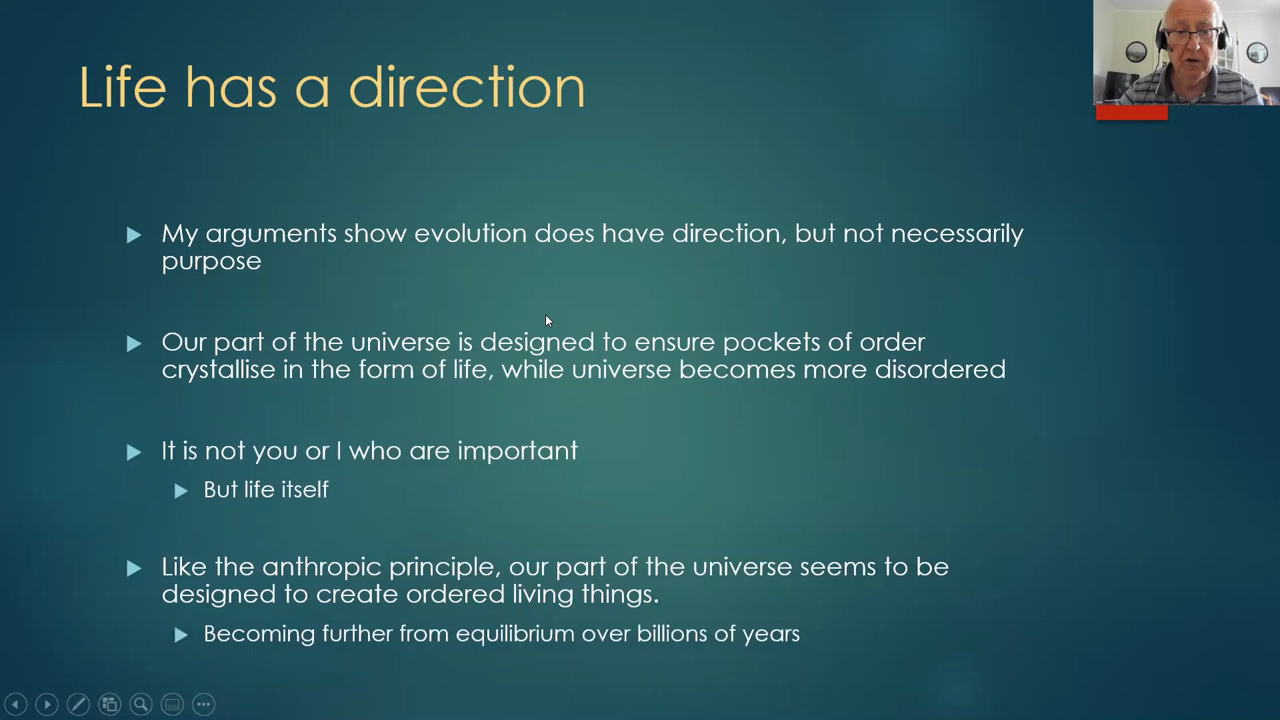 Life has a direction
My arguments show evolution does have direction, but not necessarily
purpose
Our part of the universe is designed to ensure pockets of order
crystallise in the form of life, while universe becomes more disordered
It is not you or I who are important
But life itself
Like the anthropic principle, our part of the universe seems to be
designed to create ordered living things.
Becoming further from equilibrium over billions of years